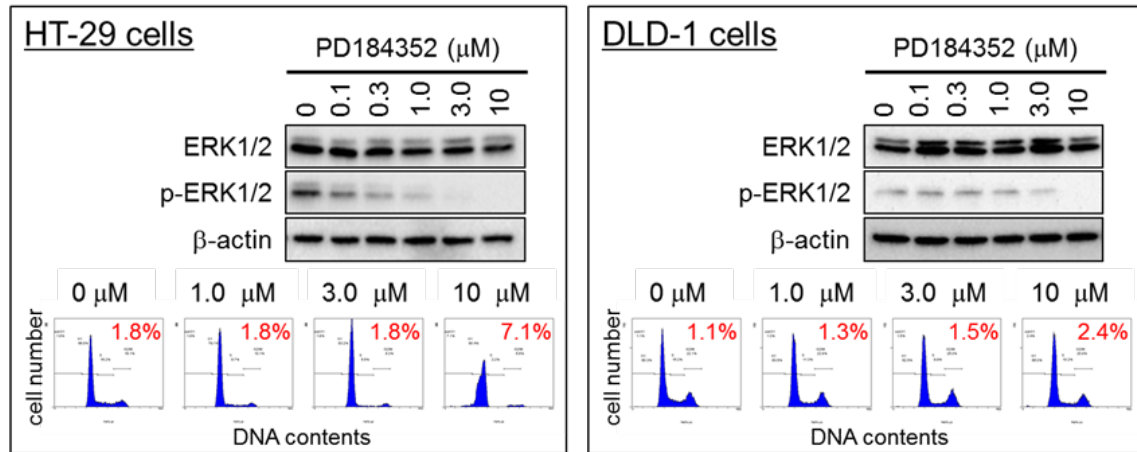 HT-29 cells
PD184352 (μM)
0 0.1 0.3 1.0 3.0 10
ERK1/2
p-ERK1/2
β-actin
0 μM 1.0 μM 3.0 μM 10 μM
cell number
1.8% 1.8% 1.8% 7.1%
DNA contents
DLD-1 cells
PD184352 (μM)
0 0.1 0.3 1.0 3.0 10
ERK1/2
p-ERK1/2
β-actin
0 μM 1.0 μM 3.0 μM 10 μM
cell number
1.1% 1.3% 1.5% 2.4%
DNA contents